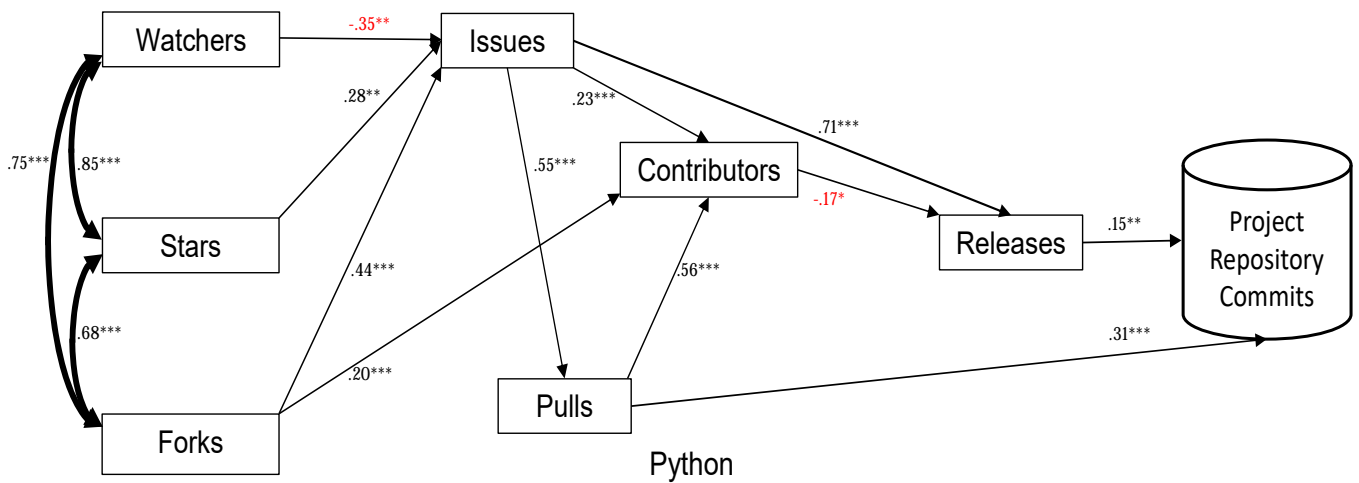 Watchers
-.35**
Issues
.28**
.23***
.71***
.75***
.85***
.55***
Contributors
-.17*
Stars
Releases
.15**
Project
Repository
Commits
.44***
.56***
.68***
.20***
.31***
Pulls
Forks
Python